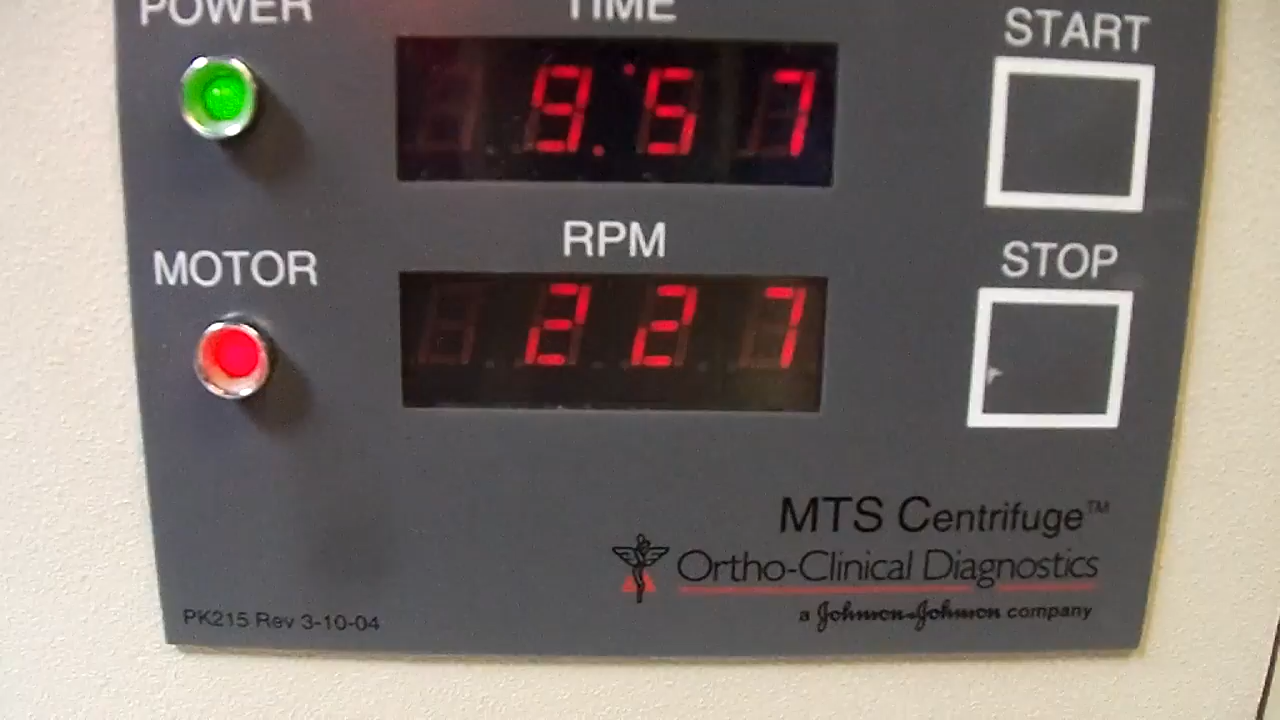 POWER
TIME
START
9.57
RPM
STOP
MOTOR
227
MTS Centrifuge™
Ortho-Clinical Diagnostics
a Johnson-Johnson company
PK215 Rev 3-10-04